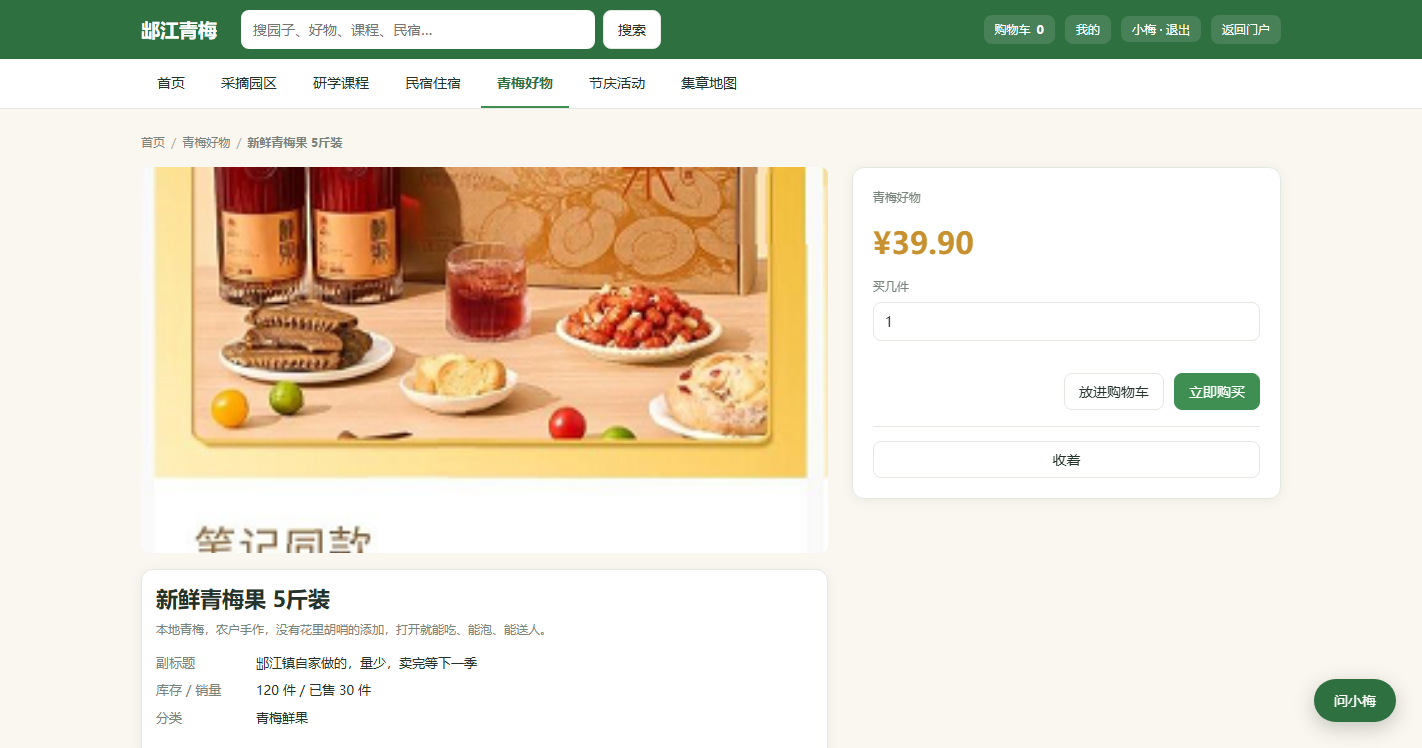 邮江青梅
搜园子、好物、课程、民宿...
搜索
购物车 0
我的
小梅 · 退出
返回门户
首页
采摘园区
研学课程
民宿住宿
青梅好物
节庆活动
集章地图
首页 / 青梅好物 / 新鲜青梅果 5斤装
笔记同款
青梅好物
¥39.90
买几件
1
放进购物车
立即购买
收着
新鲜青梅果 5斤装
本地青梅，农户手作，没有花里胡哨的添加，打开就能吃、能泡、能送人。
副标题 䢺江镇自家做的，量少，卖完等下一季
库存 / 销量 120 件 / 已售 30 件
分类 青梅鲜果
问小梅